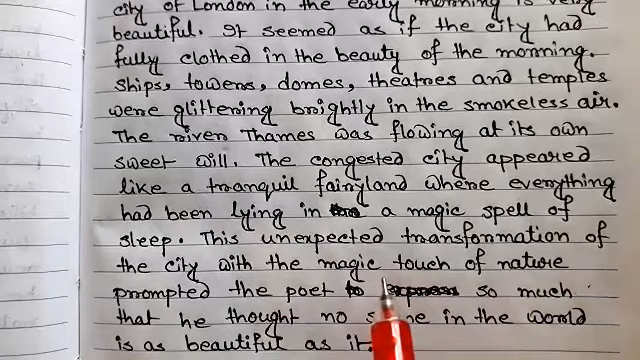 city of London in the early morning is very
beautiful. It seemed as if the city had
fully clothed in the beauty of the morning.
ships, towers, domes, theatres and temples
were glittering brightly in the smokeless air.
The river Thames was flowing at its own
sweet will. The congested city appeared
like a tranquil fairyland where everything
had been lying in a magic spell of
sleep. This unexpected transformation of
the city with the magic touch of nature
prompted the poet so much
that he thought no in the world
is as beautiful as it.